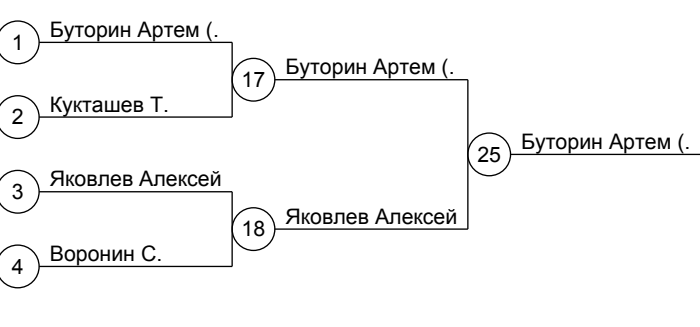 1 Буторин Артем (.
17 Буторин Артем (.
2 Кукташев Т.
25 Буторин Артем (.
3 Яковлев Алексей
18 Яковлев Алексей
4 Воронин С.